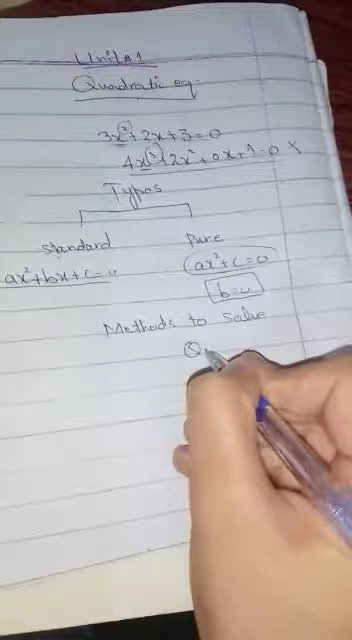 Unit #1
Quadratic eq:
3x²+2x+3=0
4x³+2x²+0x+1=0 ×
Types
standard pure
ax²+bx+c=0 ax²+c=0
b=0
Methods to solve
Q